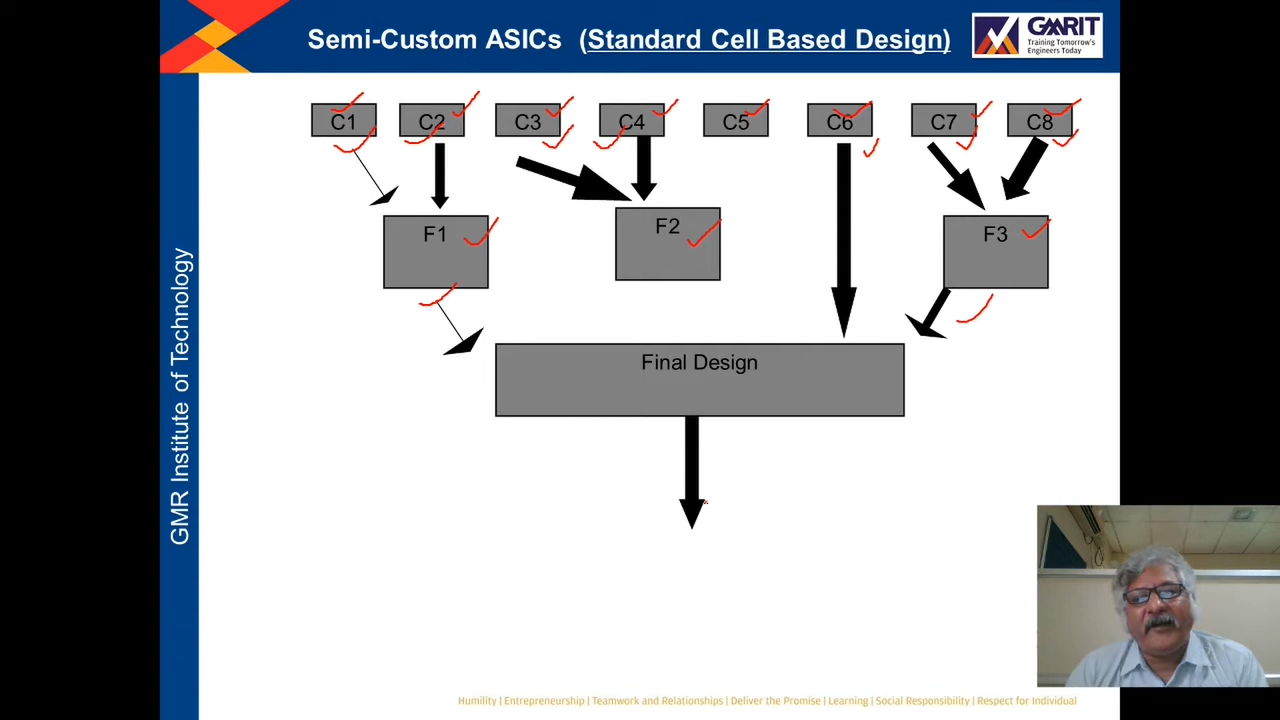 Semi-Custom ASICs (Standard Cell Based Design)
GMRIT
Training Tomorrow's
Engineers Today
C1 C2 C3 C4 C5 C6 C7 C8
F1 F2 F3
Final Design
GMR Institute of Technology
Humility | Entrepreneurship | Teamwork and Relationships | Deliver the Promise | Learning | Social Responsibility | Respect for Individual